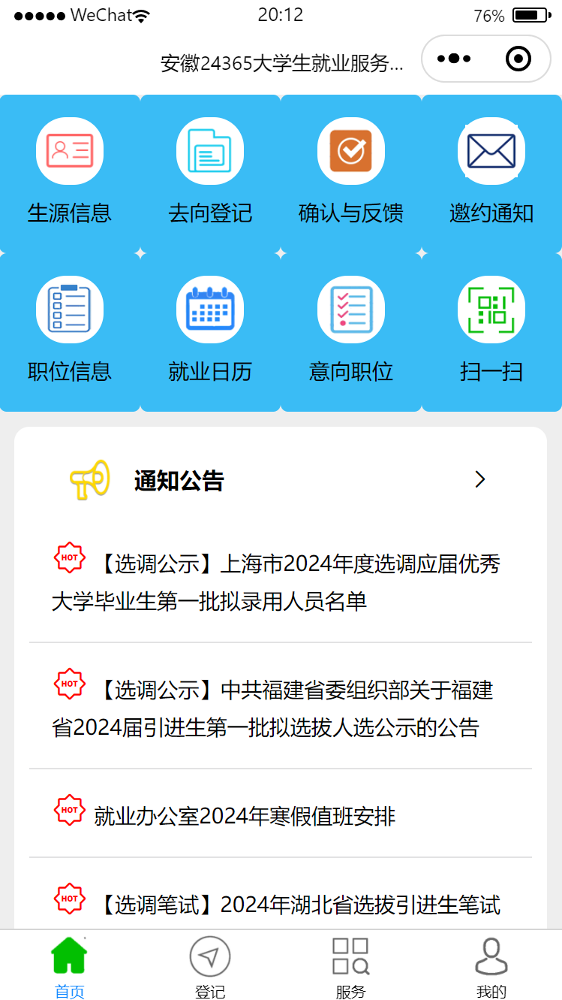 WeChat 20:12 76%
安徽24365大学生就业服务...
生源信息 去向登记 确认与反馈 邀约通知
职位信息 就业日历 意向职位 扫一扫
通知公告
HOT 【选调公示】上海市2024年度选调应届优秀
大学毕业生第一批拟录用人员名单
HOT 【选调公示】中共福建省委组织部关于福建
省2024届引进生第一批拟选拔人选公示的公告
HOT 就业办公室2024年寒假值班安排
HOT 【选调笔试】2024年湖北省选拔引进生笔试
首页 登记 服务 我的